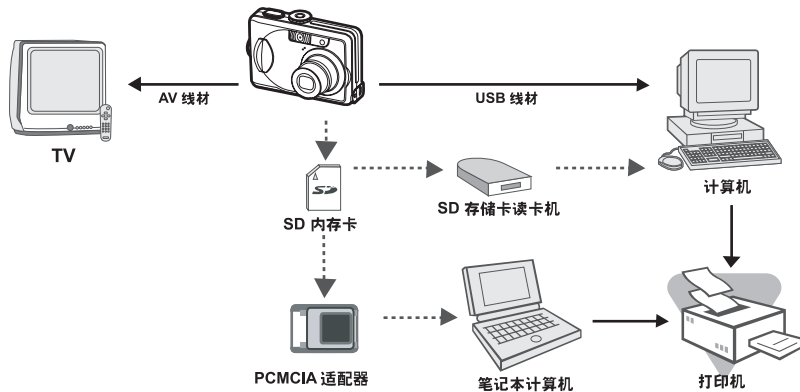 AV 线材
USB 线材
TV
SD
计算机
SD 内存卡
SD 存储卡读卡机
PCMCIA 适配器
笔记本计算机
打印机